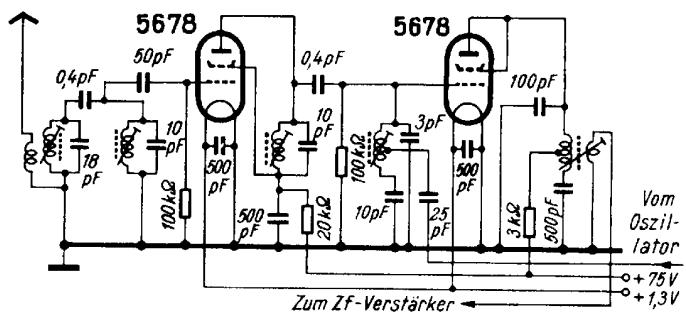 5678
5678
50pF
0,4pF
0,4pF
100pF
18
pF
10
pF
500
pF
10
pF
3pF
500
pF
100kΩ
500
pF
20kΩ
100kΩ
10pF
25
pF
3kΩ
500pF
Vom
Oszil-
lator
+75V
+1,3V
Zum Zf-Verstärker